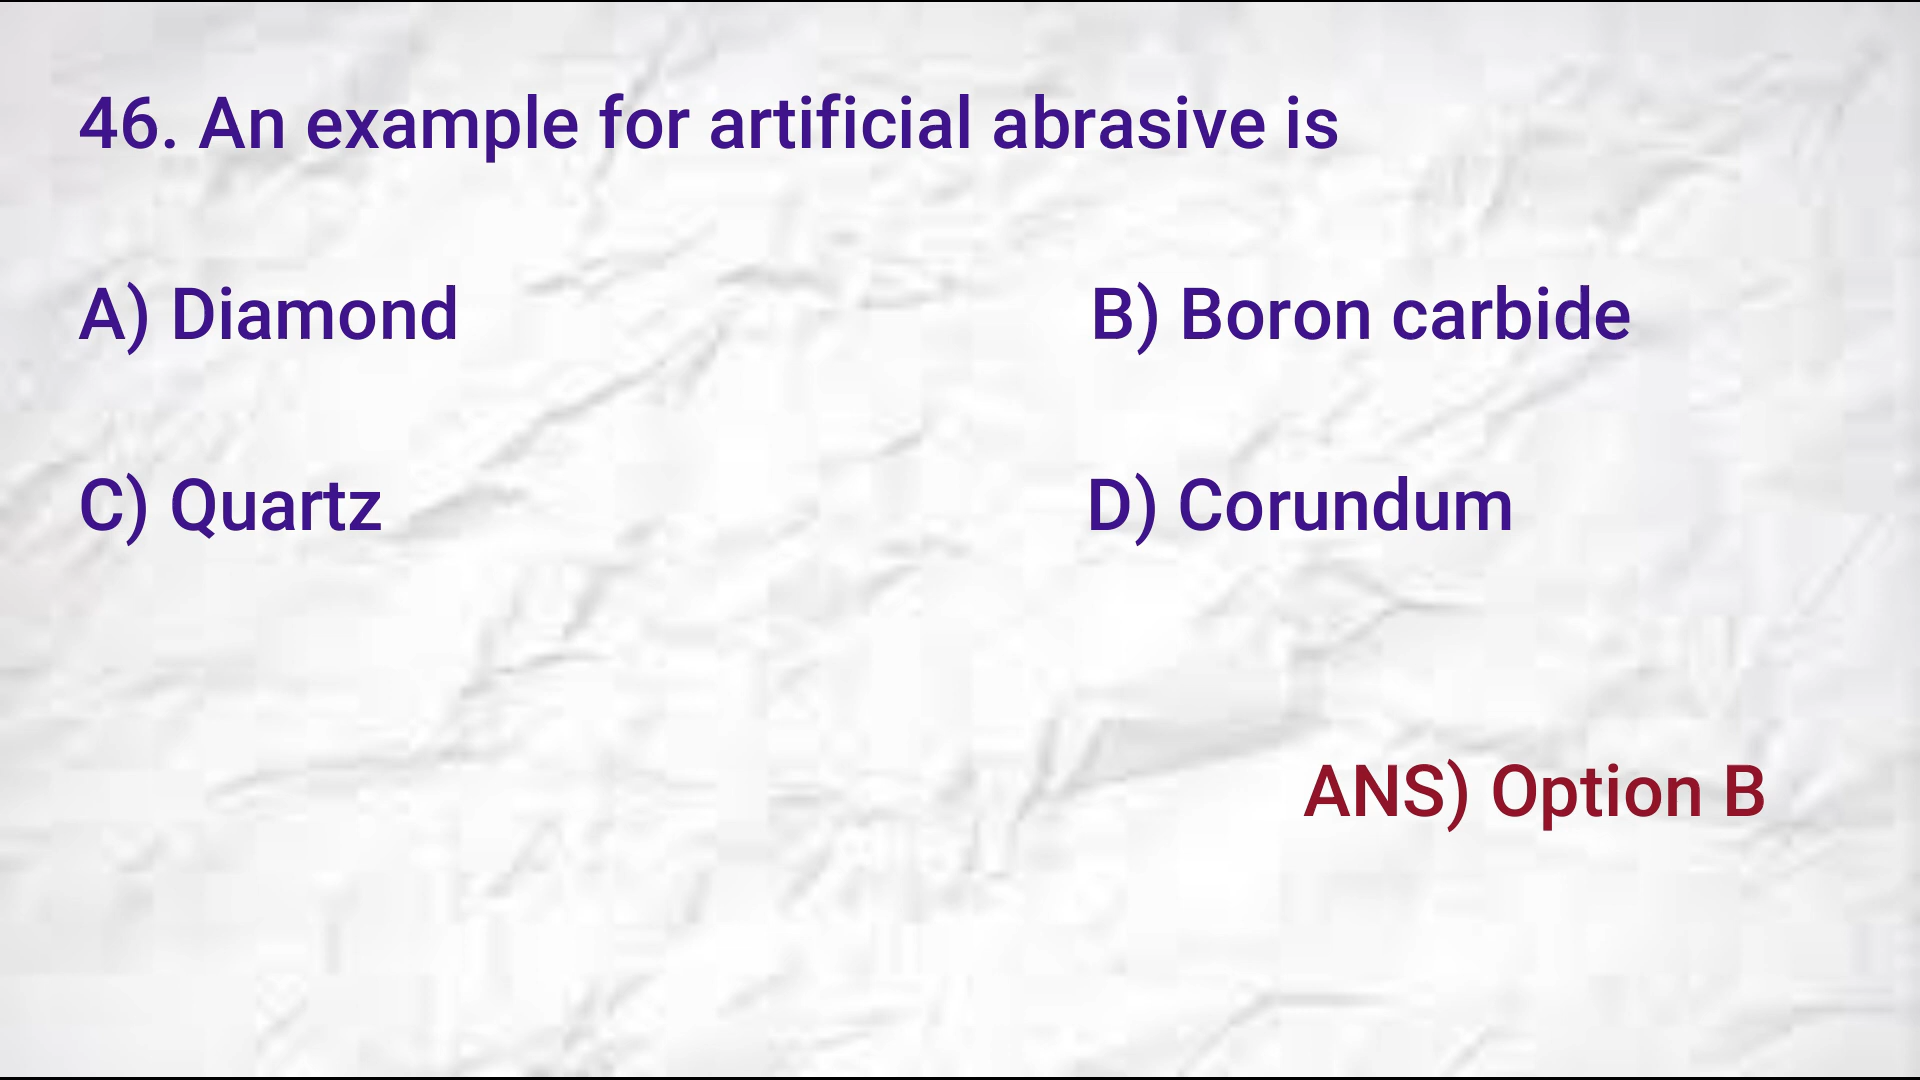 46. An example for artificial abrasive is
A) Diamond B) Boron carbide
C) Quartz D) Corundum
ANS) Option B